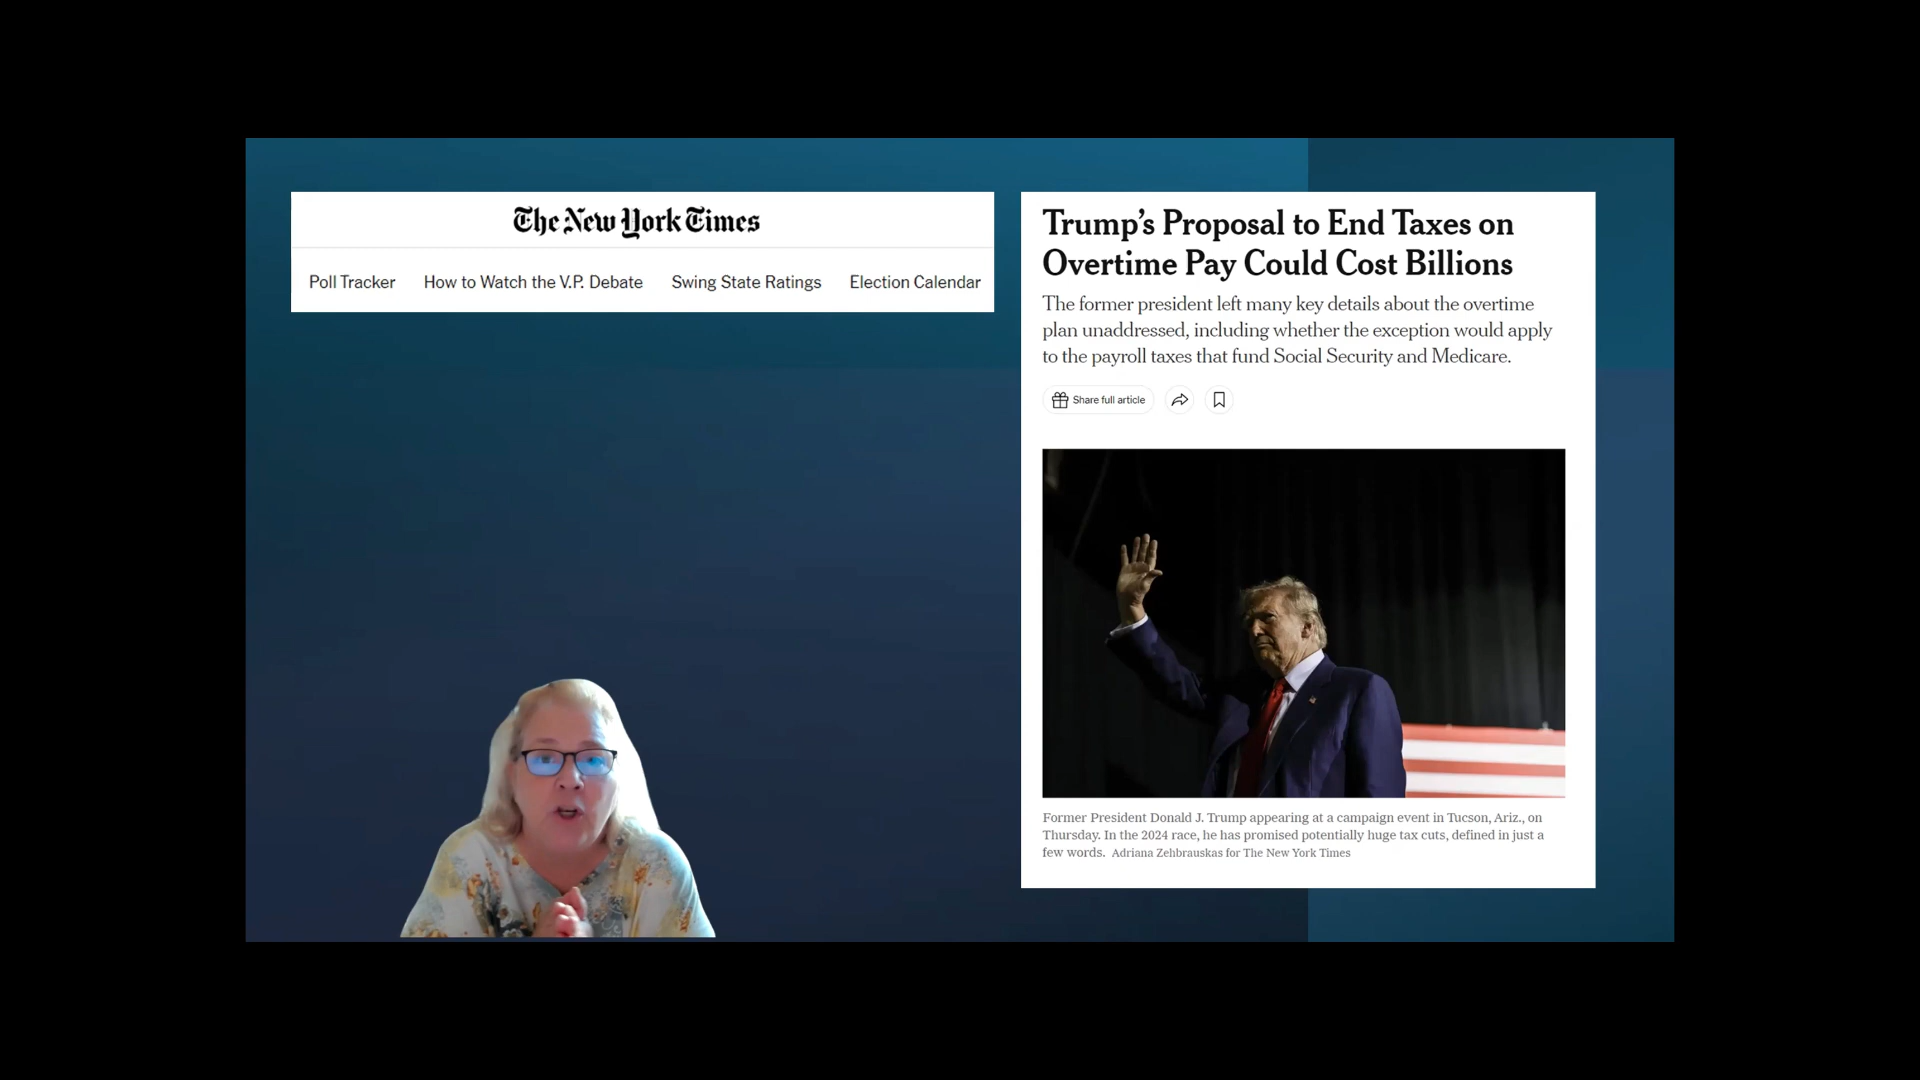 The New York Times
Poll Tracker How to Watch the V.P. Debate Swing State Ratings Election Calendar
Trump’s Proposal to End Taxes on
Overtime Pay Could Cost Billions
The former president left many key details about the overtime
plan unaddressed, including whether the exception would apply
to the payroll taxes that fund Social Security and Medicare.
Share full article
Former President Donald J. Trump appearing at a campaign event in Tucson, Ariz., on
Thursday. In the 2024 race, he has promised potentially huge tax cuts, defined in just a
few words. Adriana Zehbrauskas for The New York Times